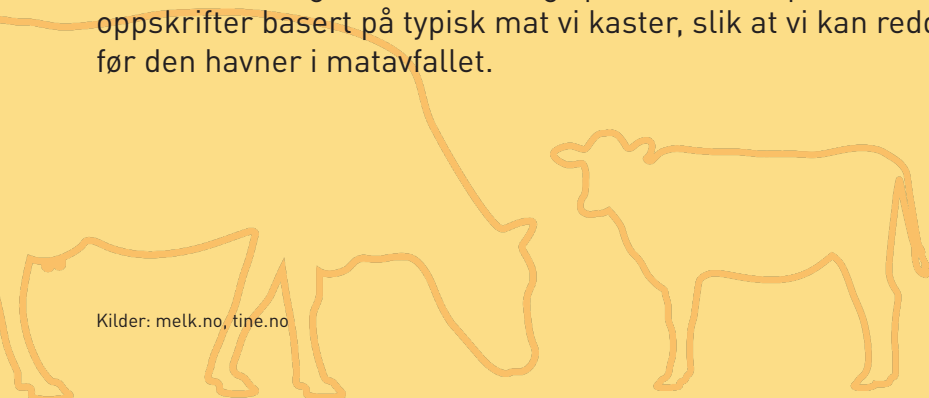 oppskrifter basert på typisk mat vi kaster, slik at vi kan
før den havner i matavfallet.
Kilder: melk.no, tine.no